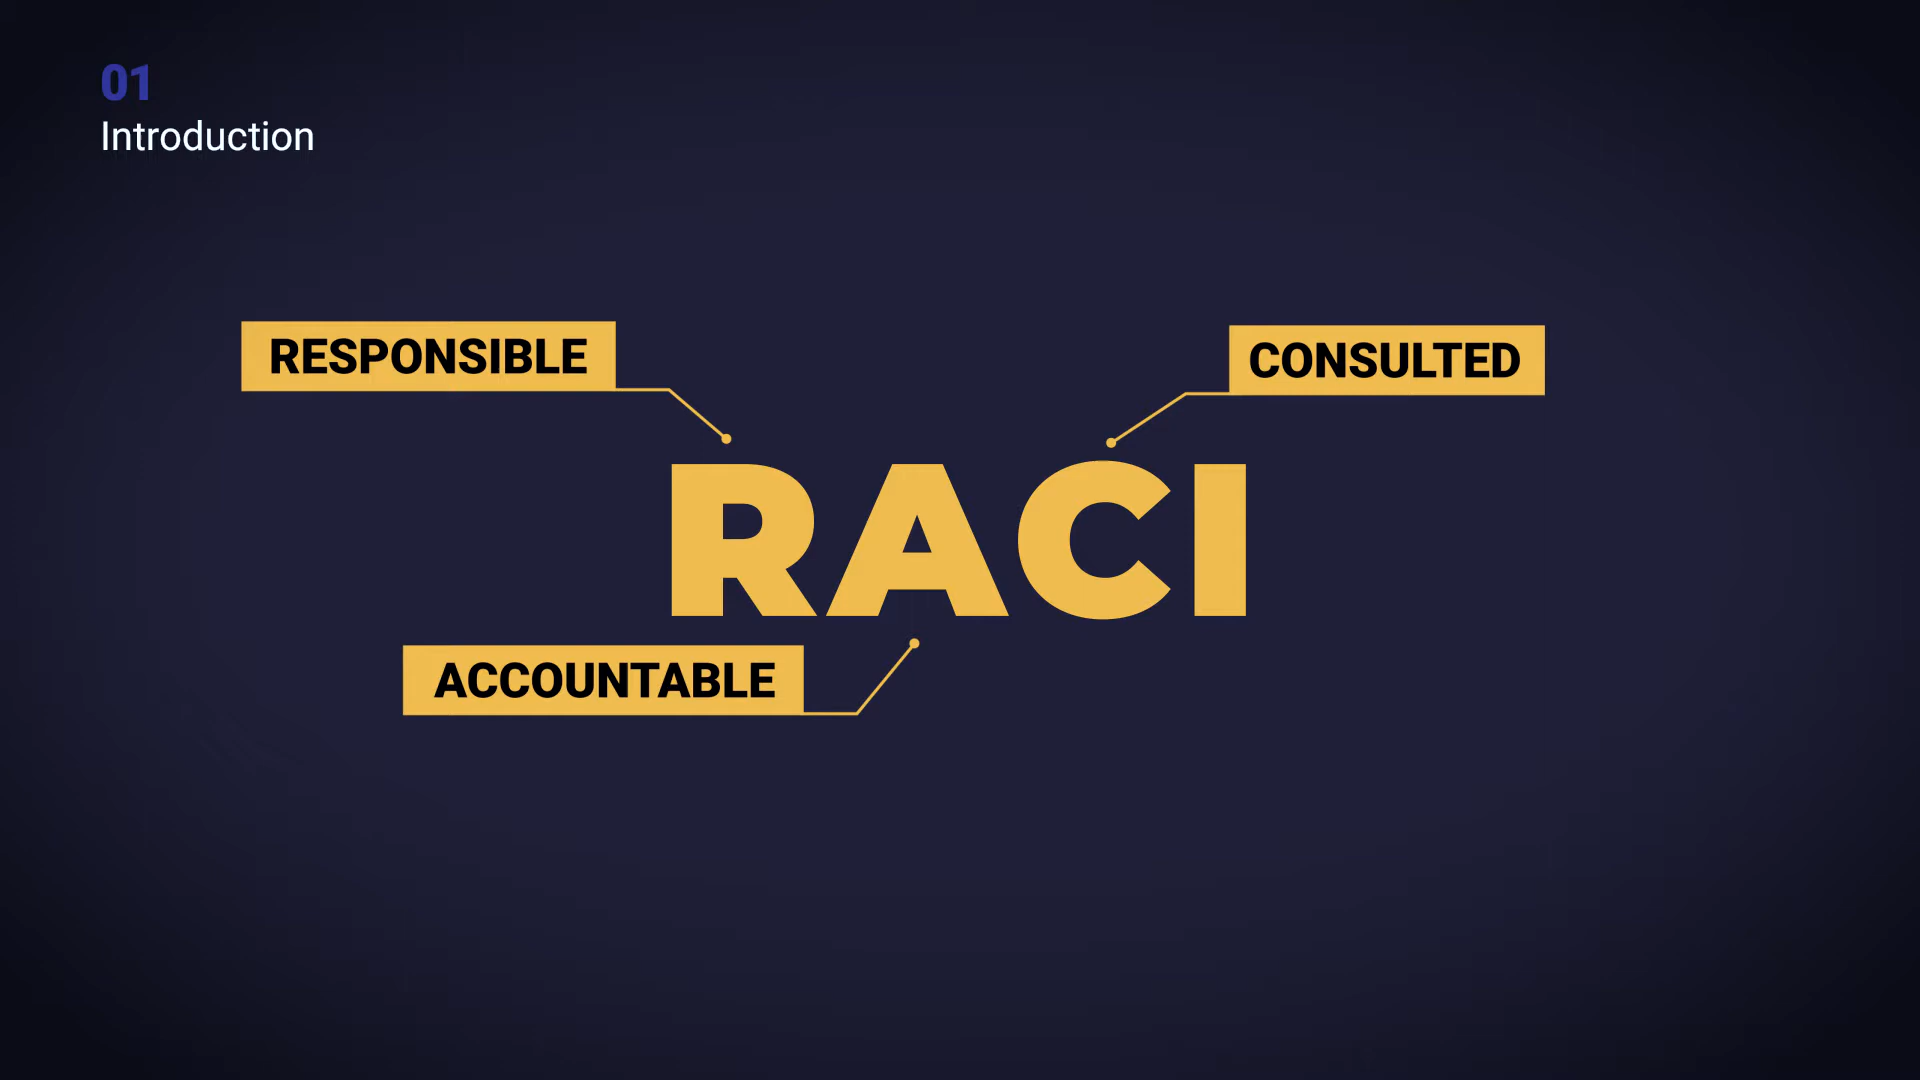 01
Introduction
RESPONSIBLE
CONSULTED
RACI
ACCOUNTABLE